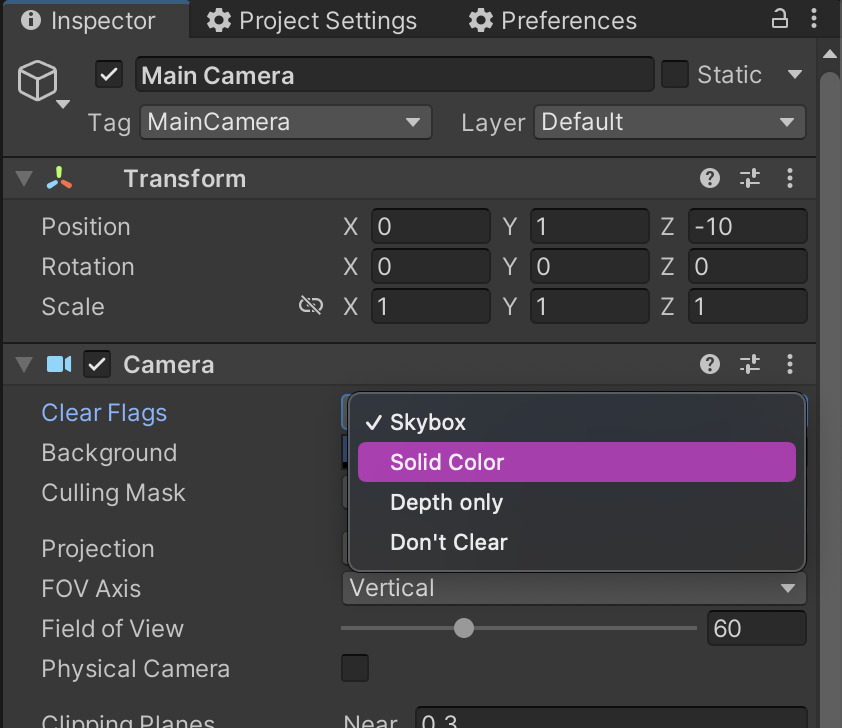 Inspector Project Settings Preferences
Main Camera Static
Tag MainCamera Layer Default
Transform
Position X 0 Y 1 Z -10
Rotation X 0 Y 0 Z 0
Scale X 1 Y 1 Z 1
Camera
Clear Flags
Skybox
Background
Solid Color
Culling Mask
Depth only
Projection
Don't Clear
FOV Axis Vertical
Field of View 60
Physical Camera
Clipping Planes Near 0.3